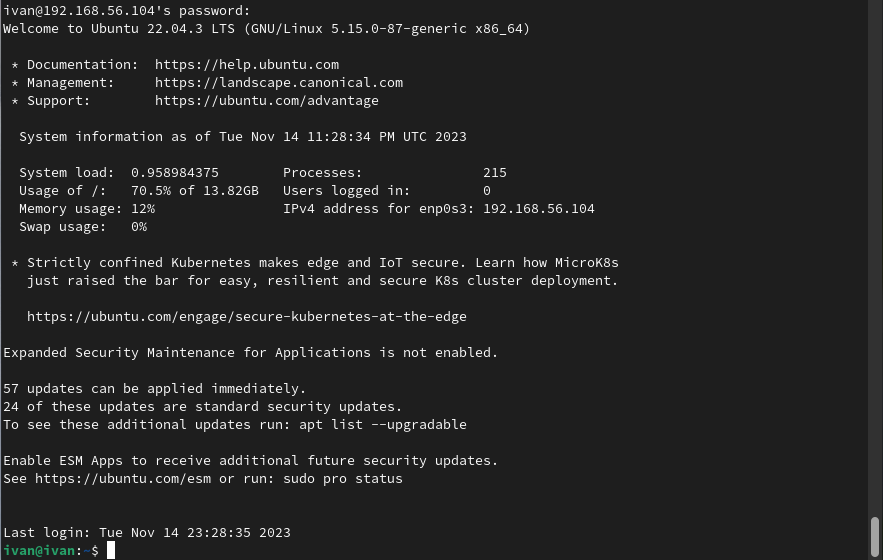 ivan@192.168.56.104's password:
Welcome to Ubuntu 22.04.3 LTS (GNU/Linux 5.15.0-87-generic x86_64)
* Documentation:  https://help.ubuntu.com
* Management:     https://landscape.canonical.com
* Support:        https://ubuntu.com/advantage
System information as of Tue Nov 14 11:28:34 PM UTC 2023
System load:  0.958984375        Processes:               215
Usage of /:   70.5% of 13.82GB   Users logged in:         0
Memory usage: 12%                IPv4 address for enp0s3: 192.168.56.104
Swap usage:   0%
* Strictly confined Kubernetes makes edge and IoT secure. Learn how MicroK8s
just raised the bar for easy, resilient and secure K8s cluster deployment.
https://ubuntu.com/engage/secure-kubernetes-at-the-edge
Expanded Security Maintenance for Applications is not enabled.
57 updates can be applied immediately.
24 of these updates are standard security updates.
To see these additional updates run: apt list --upgradable
Enable ESM Apps to receive additional future security updates.
See https://ubuntu.com/esm or run: sudo pro status
Last login: Tue Nov 14 23:28:35 2023
ivan@ivan:~$